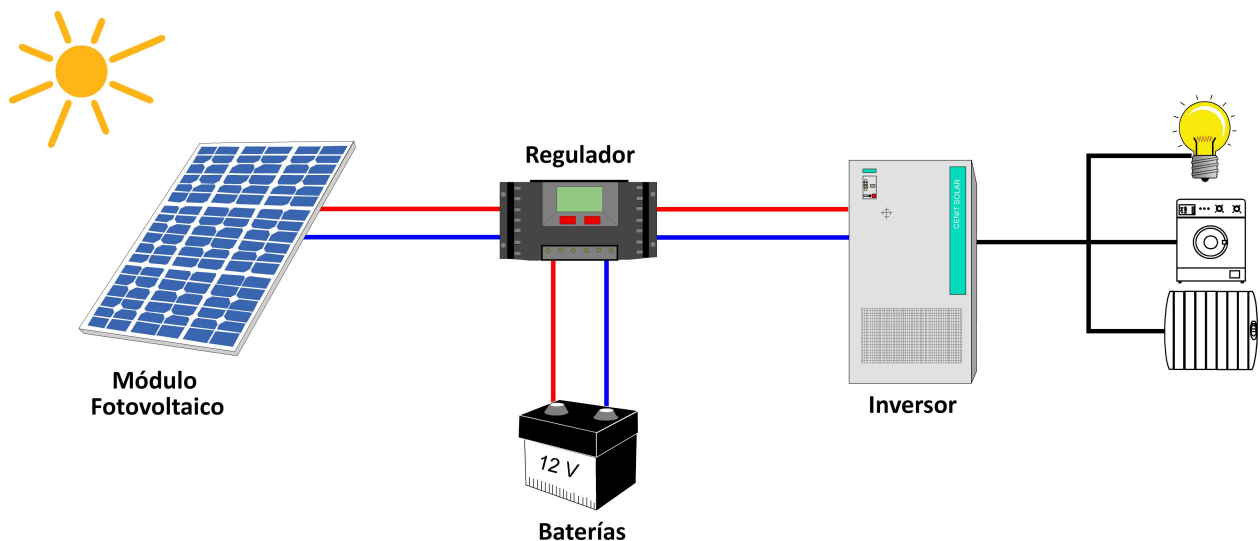 Regulador
CENIT SOLAR
Módulo
Fotovoltaico
Inversor
12 V
Baterías